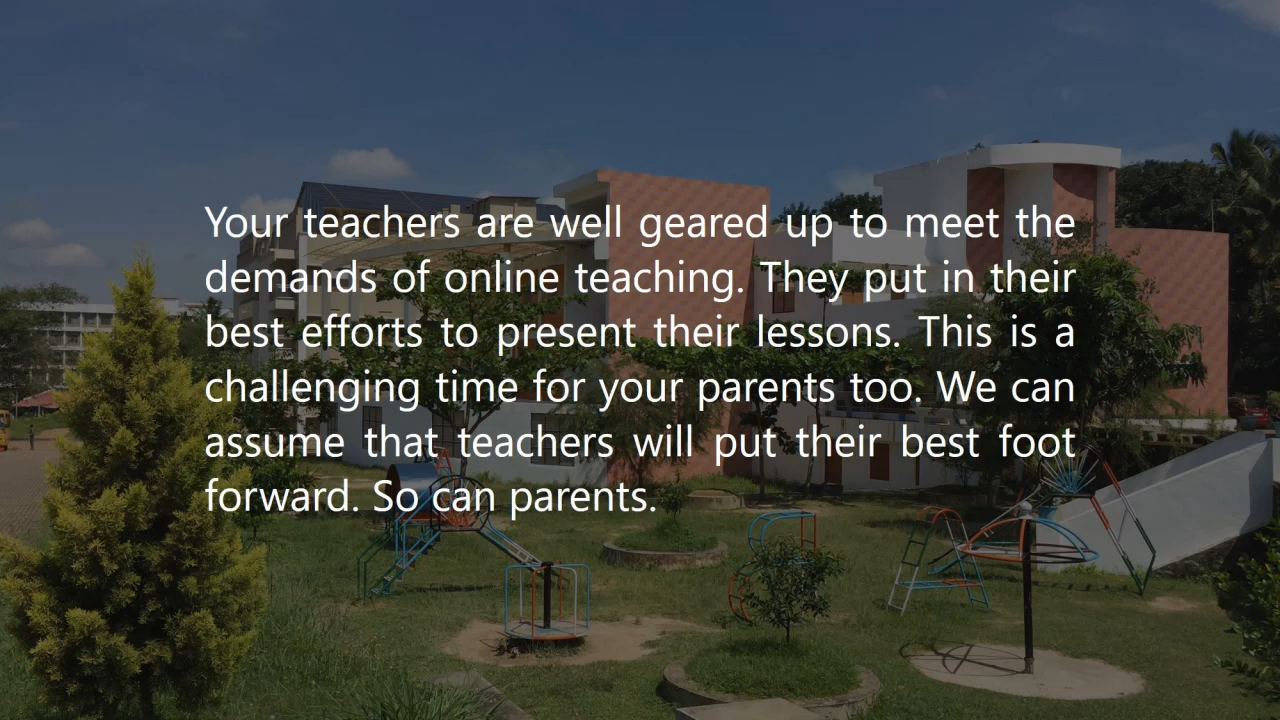 Your teachers are well geared up to meet the
demands of online teaching. They put in their
best efforts to present their lessons. This is a
challenging time for your parents too. We can
assume that teachers will put their best foot
forward. So can parents.